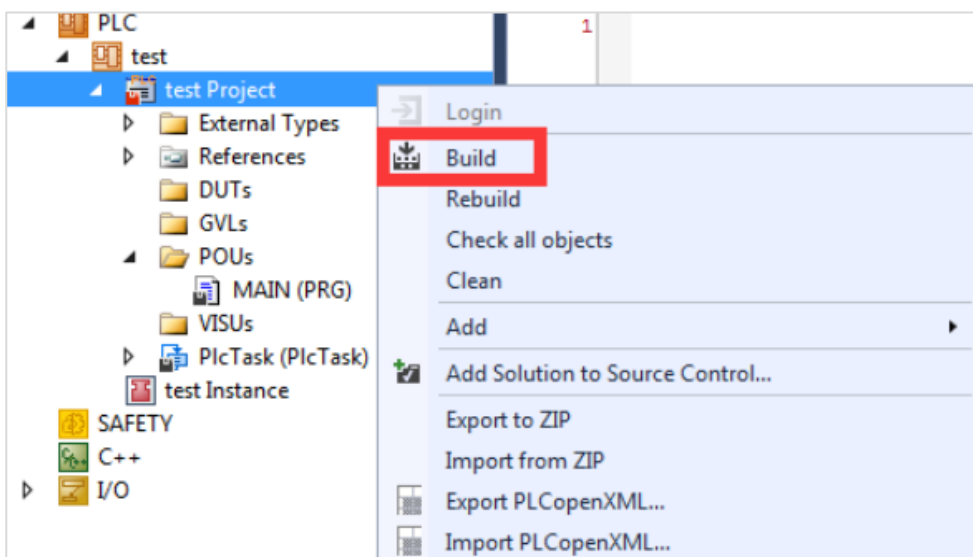 PLC
test
test Project
External Types
References
DUTs
GVLs
POUs
MAIN (PRG)
VISUs
PlcTask (PlcTask)
test Instance
SAFETY
C++
I/O
1
Login
Build
Rebuild
Check all objects
Clean
Add
Add Solution to Source Control...
Export to ZIP
Import from ZIP
Export PLCopenXML...
Import PLCopenXML...